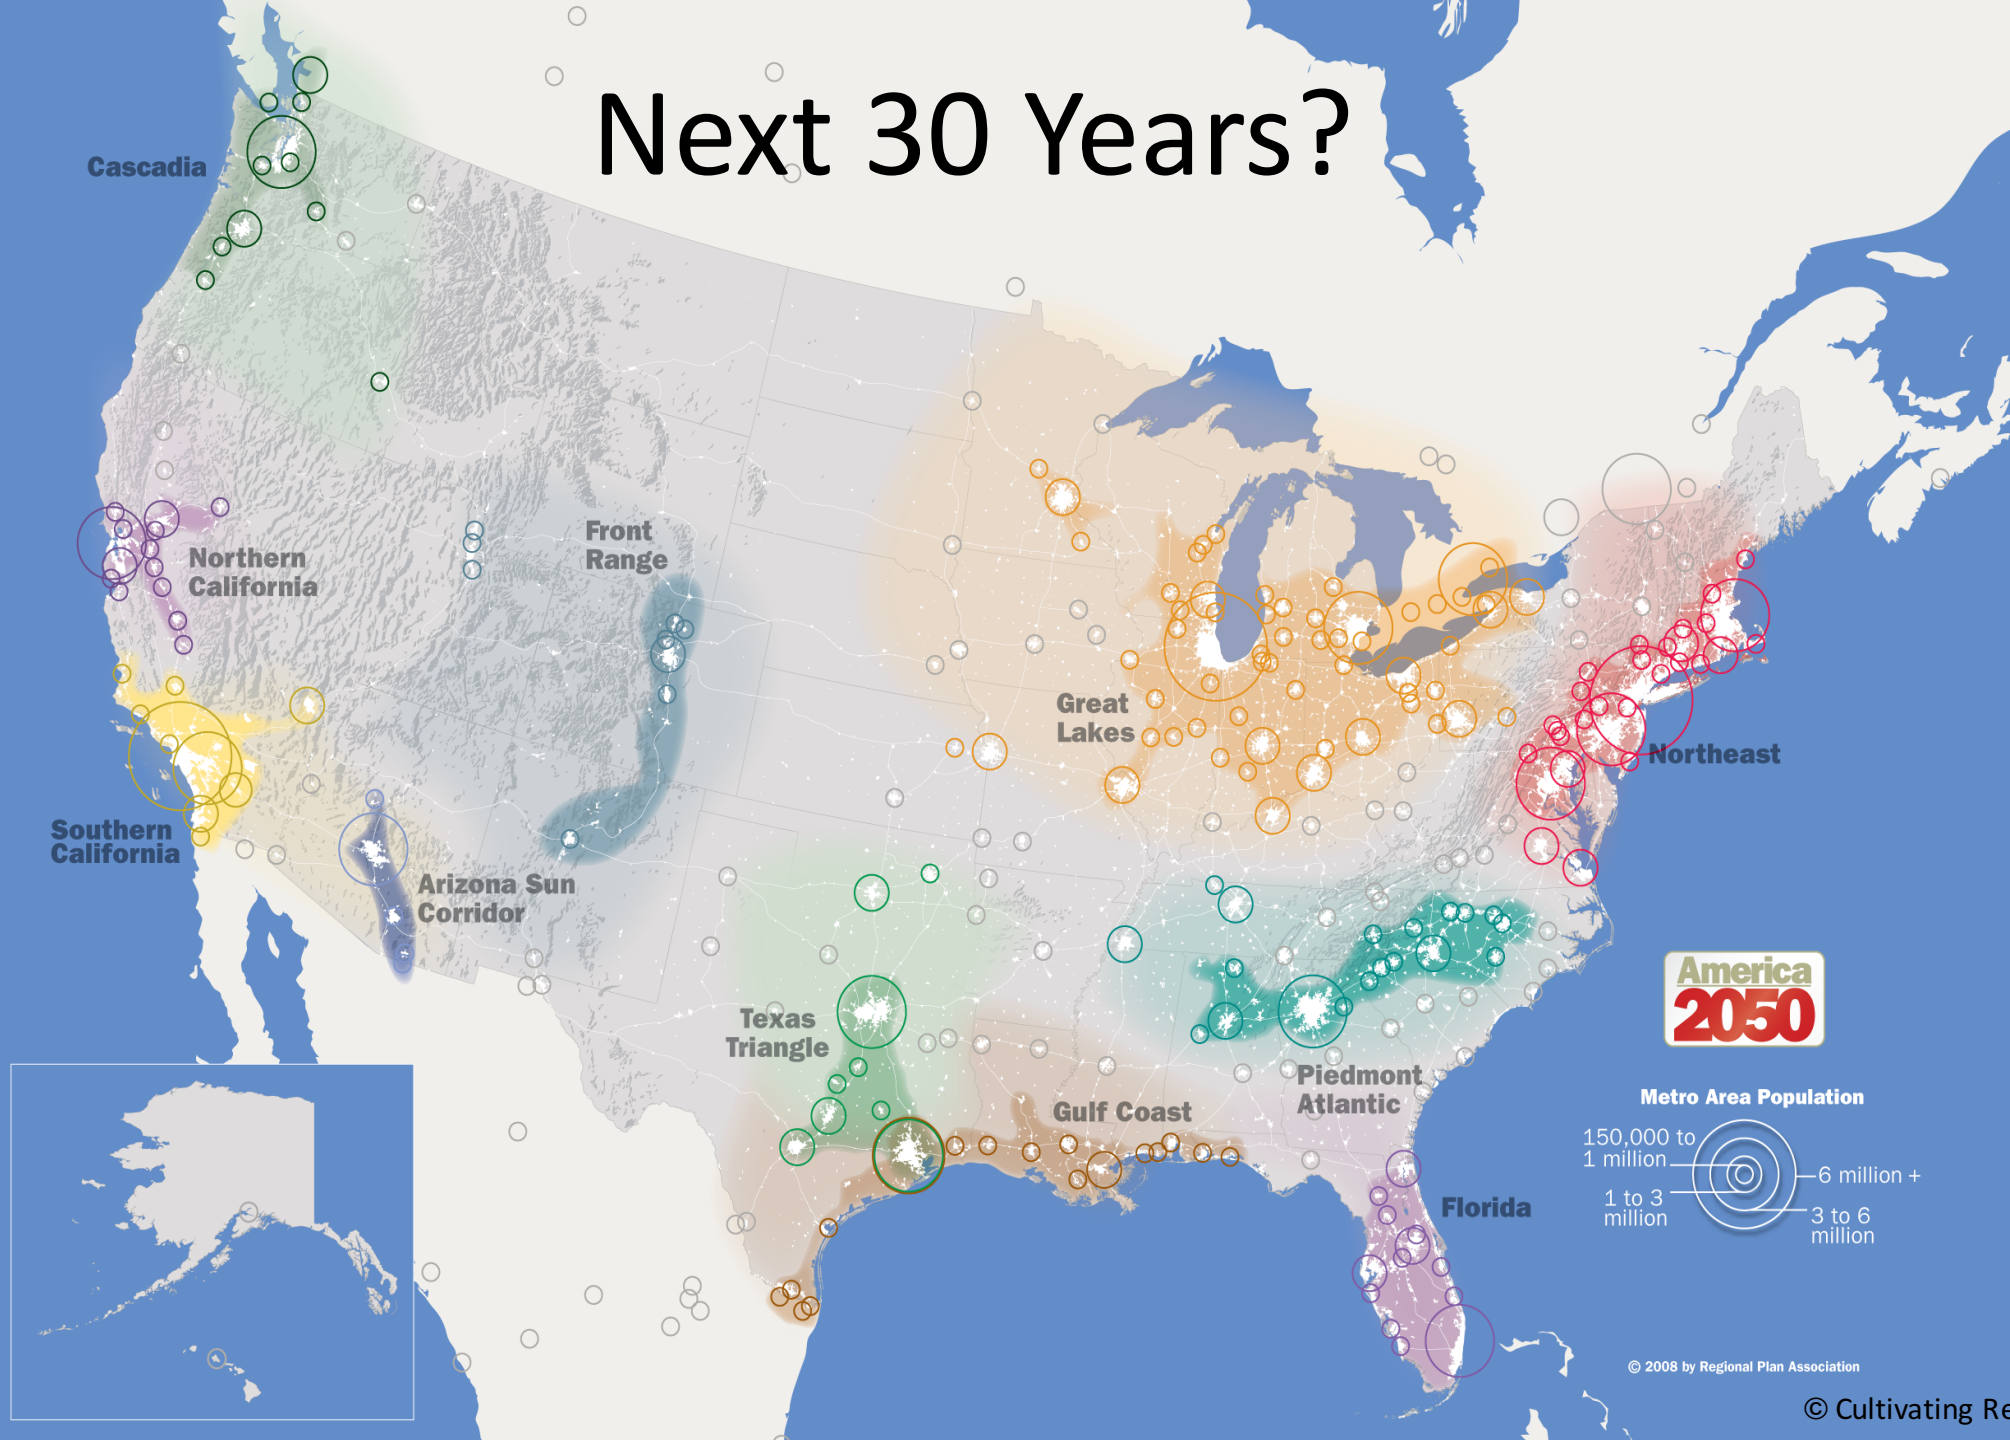 Next 30 Years?
Cascadia
Front
Range
Northern
California
Great
Lakes
Northeast
Southern
California
Arizona Sun
Corridor
Texas
Triangle
Gulf Coast
Piedmont
Atlantic
Florida
America
2050
Metro Area Population
150,000 to
1 million
6 million +
1 to 3
million
3 to 6
million
© 2008 by Regional Plan Association
© Cultivating